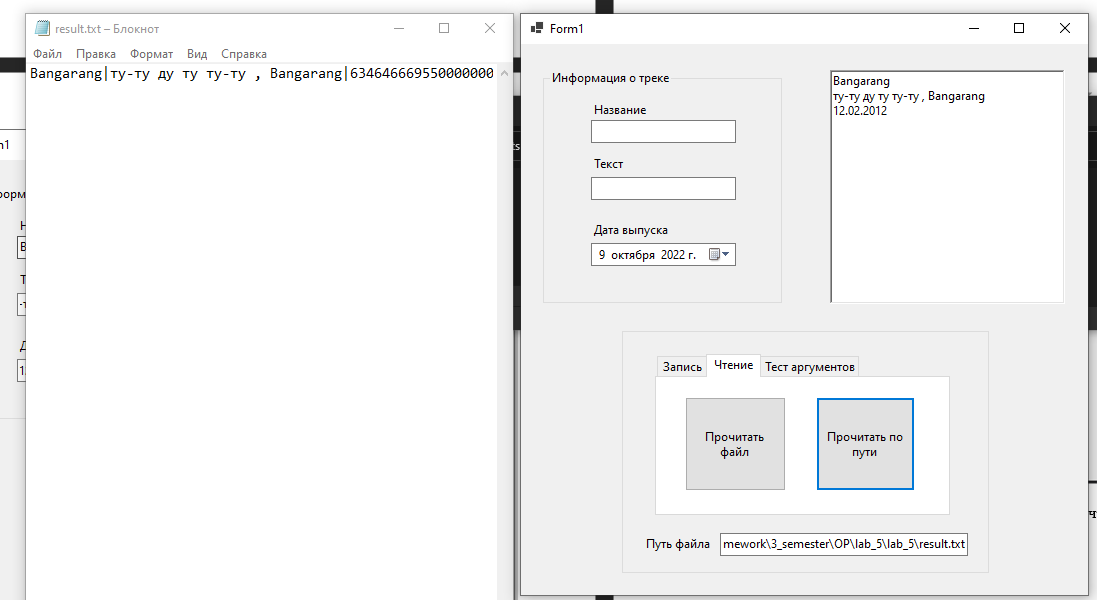 result.txt – Блокнот
Файл Правка Формат Вид Справка
Bangarang|ту-ту ду ту ту-ту , Bangarang|634646669550000000
Form1
Информация о треке
Название
Текст
Дата выпуска
9 октября 2022 г.
Bangarang
ту-ту ду ту ту-ту , Bangarang
12.02.2012
Запись Чтение Тест аргументов
Прочитать
файл
Прочитать по
пути
Путь файла mework\3_semester\OP\lab_5\lab_5\result.txt